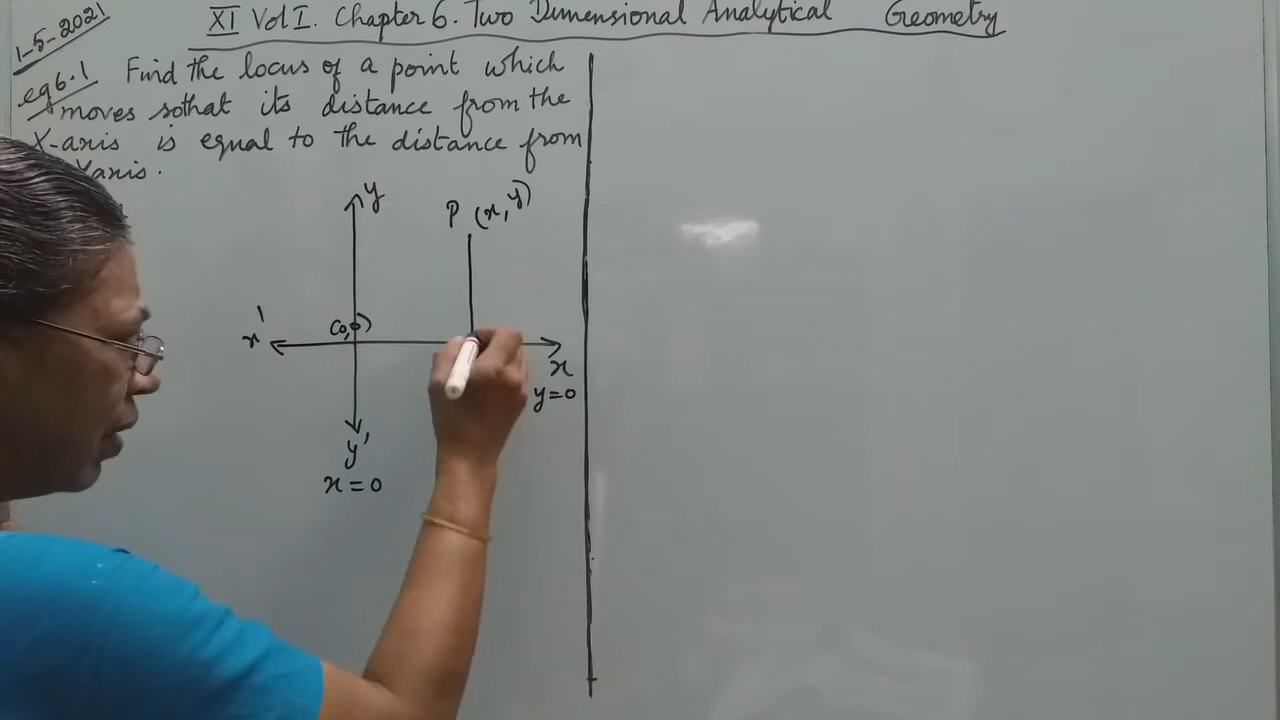 XI Vol I. Chapter 6. Two Dimensional Analytical Geometry
1-5-2021
eg 6.1 Find the locus of a point which
moves so that its distance from the
X-axis is equal to the distance from
Yaxis.
y
P (x, y)
(0,0)
x'
x
y=0
y'
x=0